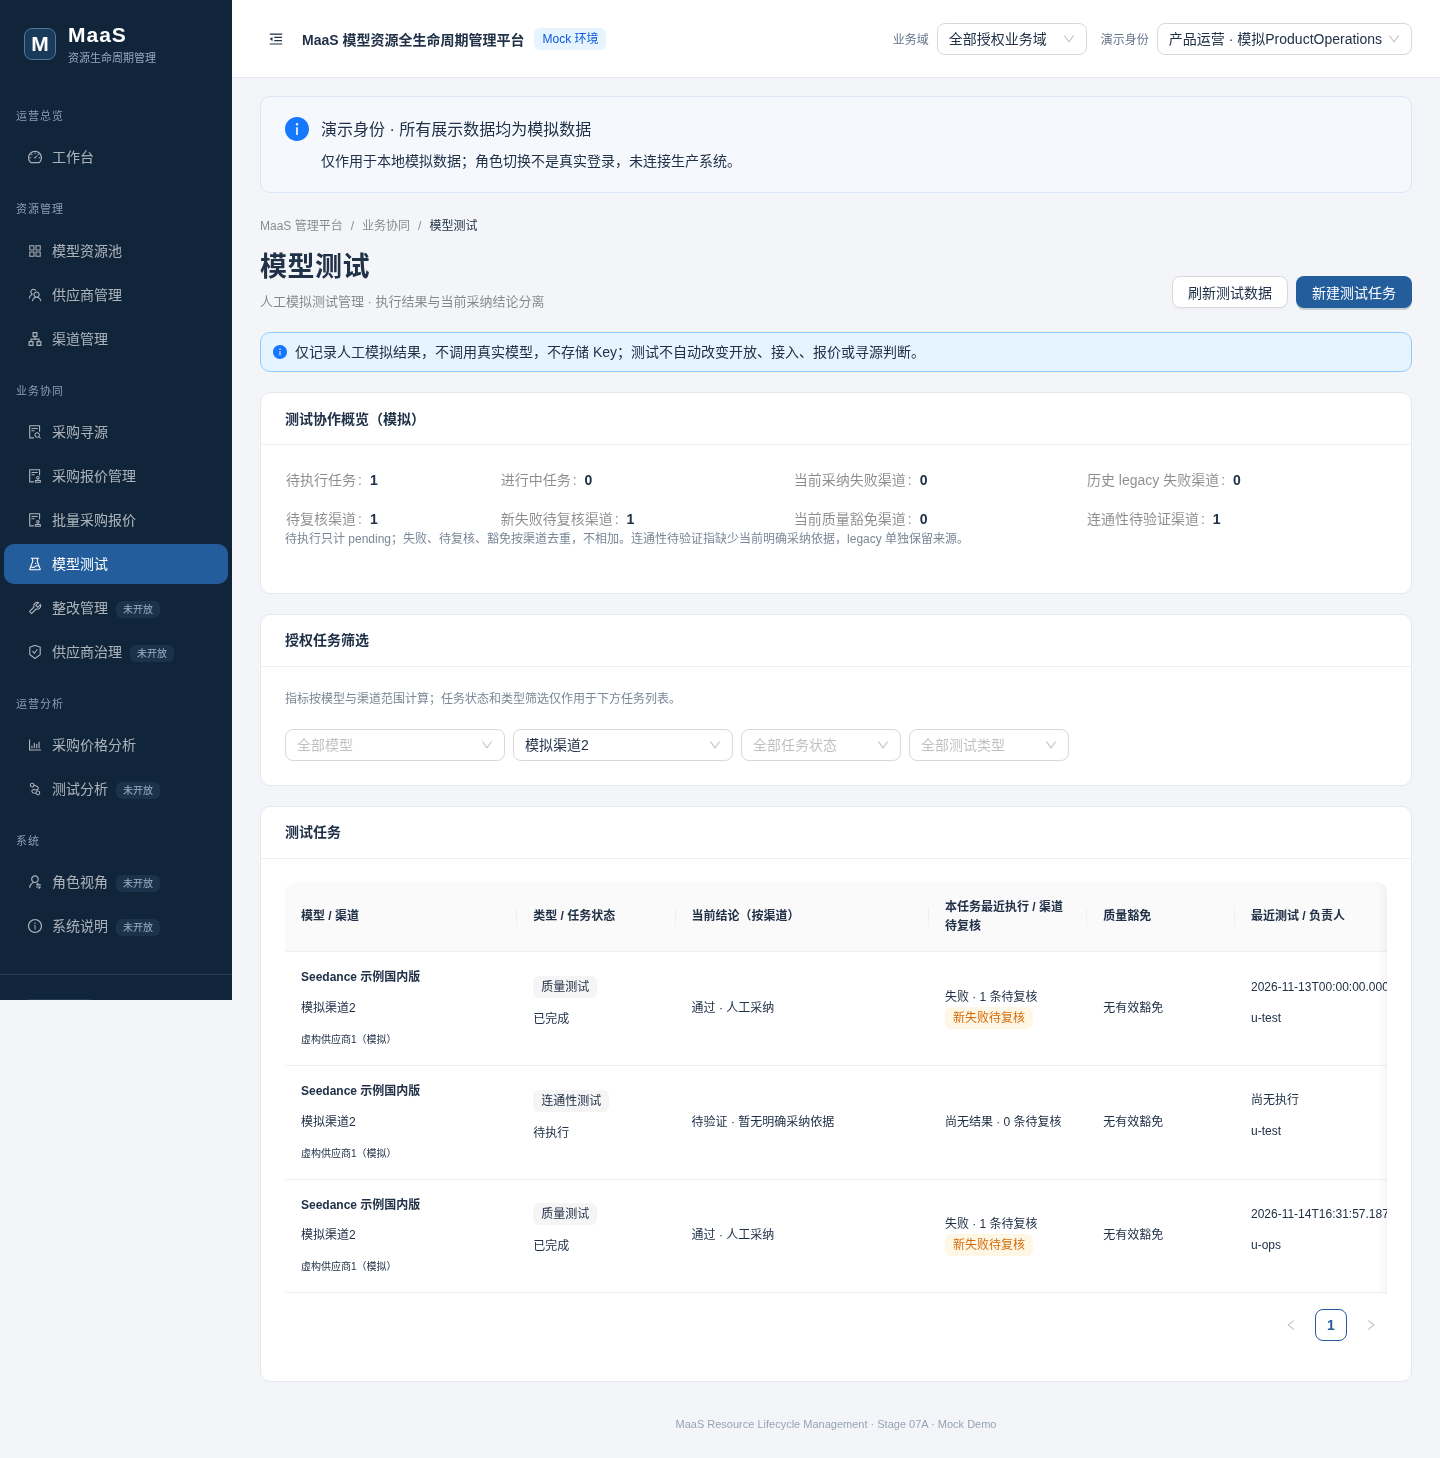 M
MaaS
资源生命周期管理
MaaS 模型资源全生命周期管理平台
Mock 环境
业务域
全部授权业务域
演示身份
产品运营 · 模拟ProductOperations
运营总览
工作台
资源管理
模型资源池
供应商管理
渠道管理
业务协同
采购寻源
采购报价管理
批量采购报价
模型测试
整改管理 未开放
供应商治理 未开放
运营分析
采购价格分析
测试分析 未开放
系统
角色视角 未开放
系统说明 未开放
演示身份 · 所有展示数据均为模拟数据
仅作用于本地模拟数据；角色切换不是真实登录，未连接生产系统。
MaaS 管理平台 / 业务协同 / 模型测试
模型测试
人工模拟测试管理 · 执行结果与当前采纳结论分离
刷新测试数据
新建测试任务
仅记录人工模拟结果，不调用真实模型，不存储 Key；测试不自动改变开放、接入、报价或寻源判断。
测试协作概览（模拟）
待执行任务：1
进行中任务：0
当前采纳失败渠道：0
历史 legacy 失败渠道：0
待复核渠道：1
新失败待复核渠道：1
当前质量豁免渠道：0
连通性待验证渠道：1
待执行只计 pending；失败、待复核、豁免按渠道去重，不相加。连通性待验证指缺少当前明确采纳依据，legacy 单独保留来源。
授权任务筛选
指标按模型与渠道范围计算；任务状态和类型筛选仅作用于下方任务列表。
全部模型
模拟渠道2
全部任务状态
全部测试类型
测试任务
模型 / 渠道
类型 / 任务状态
当前结论（按渠道）
本任务最近执行 / 渠道
待复核
质量豁免
最近测试 / 负责人
Seedance 示例国内版
模拟渠道2
虚构供应商1（模拟）
质量测试
已完成
通过 · 人工采纳
失败 · 1 条待复核
新失败待复核
无有效豁免
2026-11-13T00:00:00.000
u-test
Seedance 示例国内版
模拟渠道2
虚构供应商1（模拟）
连通性测试
待执行
待验证 · 暂无明确采纳依据
尚无结果 · 0 条待复核
无有效豁免
尚无执行
u-test
Seedance 示例国内版
模拟渠道2
虚构供应商1（模拟）
质量测试
已完成
通过 · 人工采纳
失败 · 1 条待复核
新失败待复核
无有效豁免
2026-11-14T16:31:57.187
u-ops
1
MaaS Resource Lifecycle Management · Stage 07A · Mock Demo